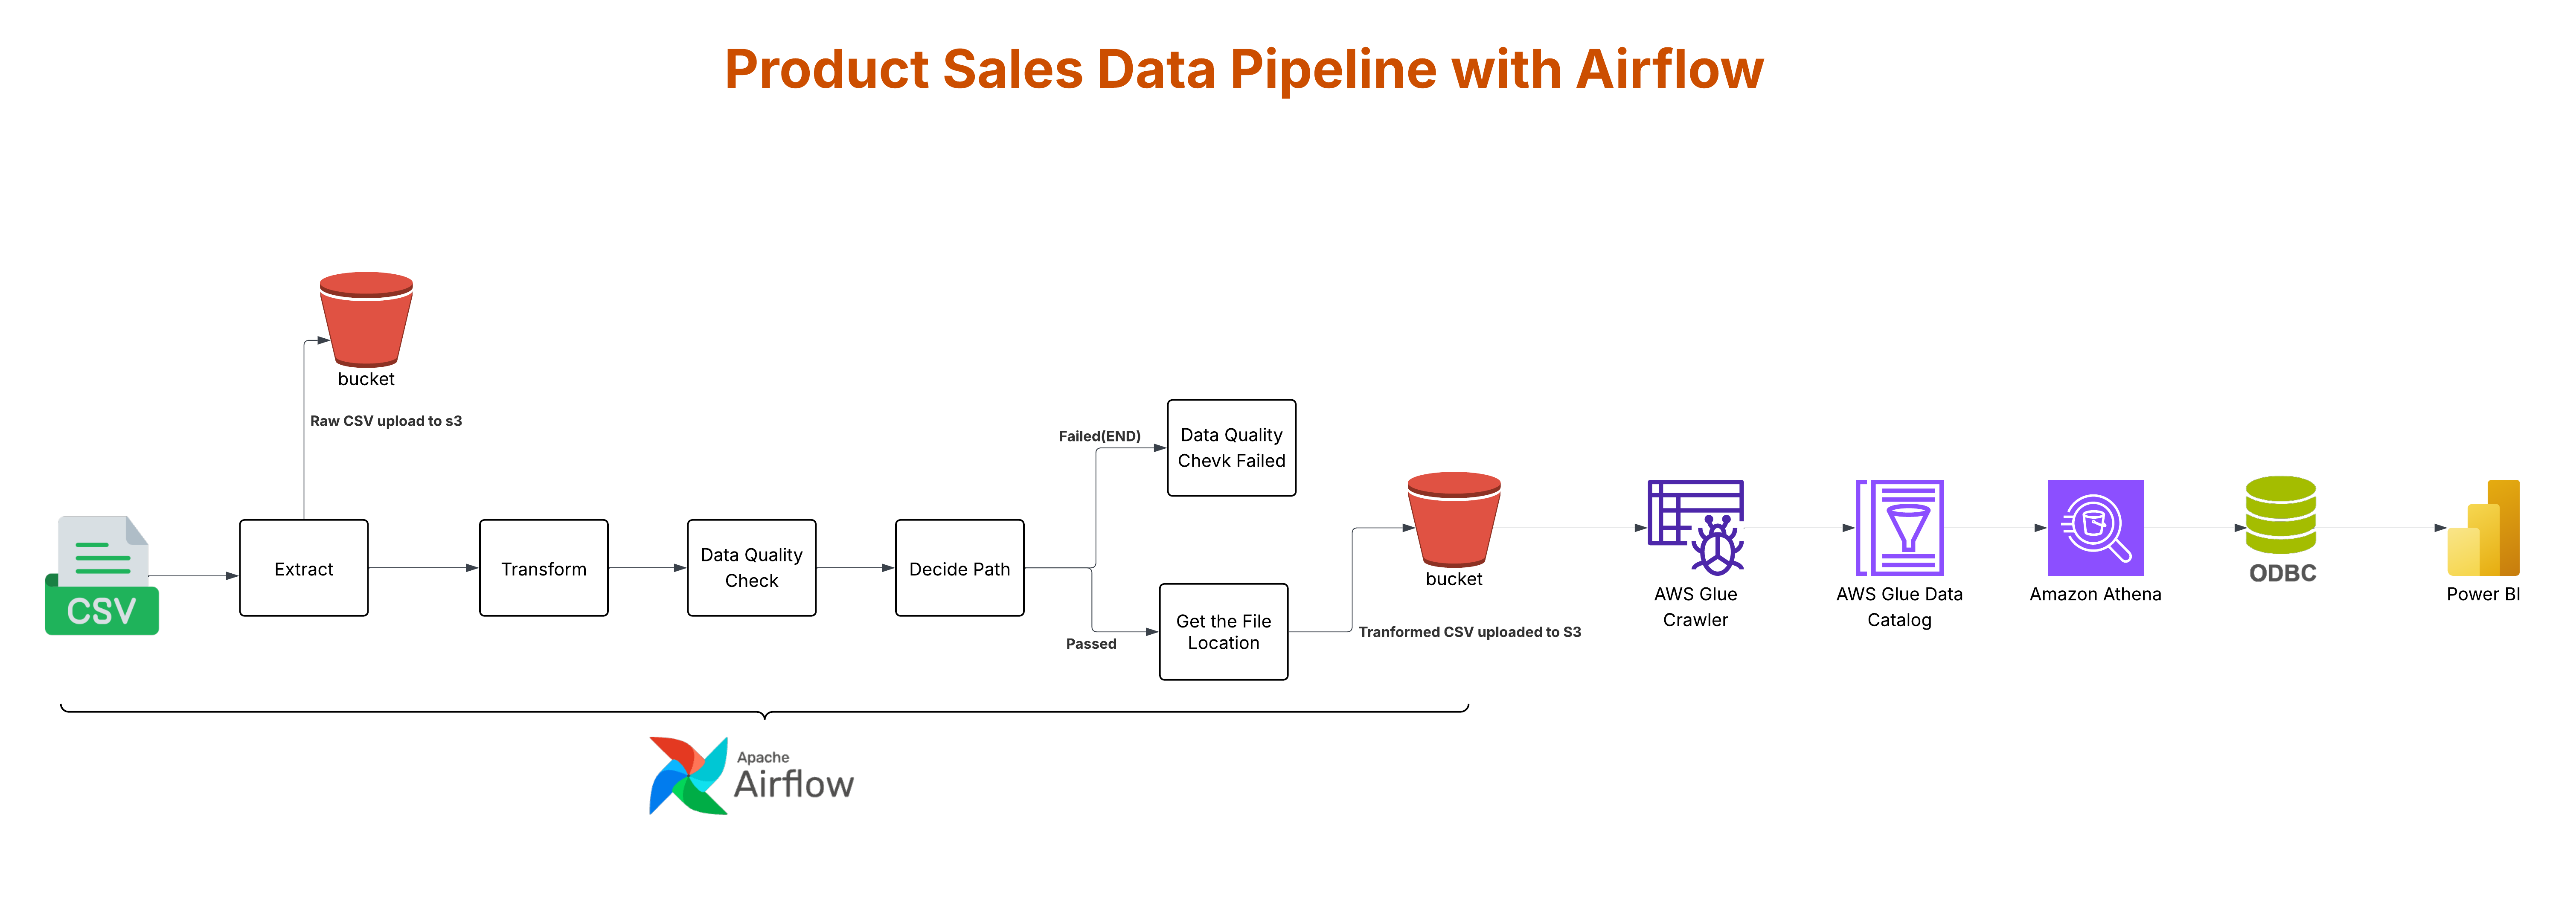 Product Sales Data Pipeline with Airflow
bucket
Raw CSV upload to s3
CSV
Extract
Transform
Data Quality
Check
Decide Path
Failed(END)
Data Quality
Chevk Failed
Passed
Get the File
Location
bucket
Tranformed CSV uploaded to S3
AWS Glue
Crawler
AWS Glue Data
Catalog
Amazon Athena
ODBC
Power BI
Apache
Airflow